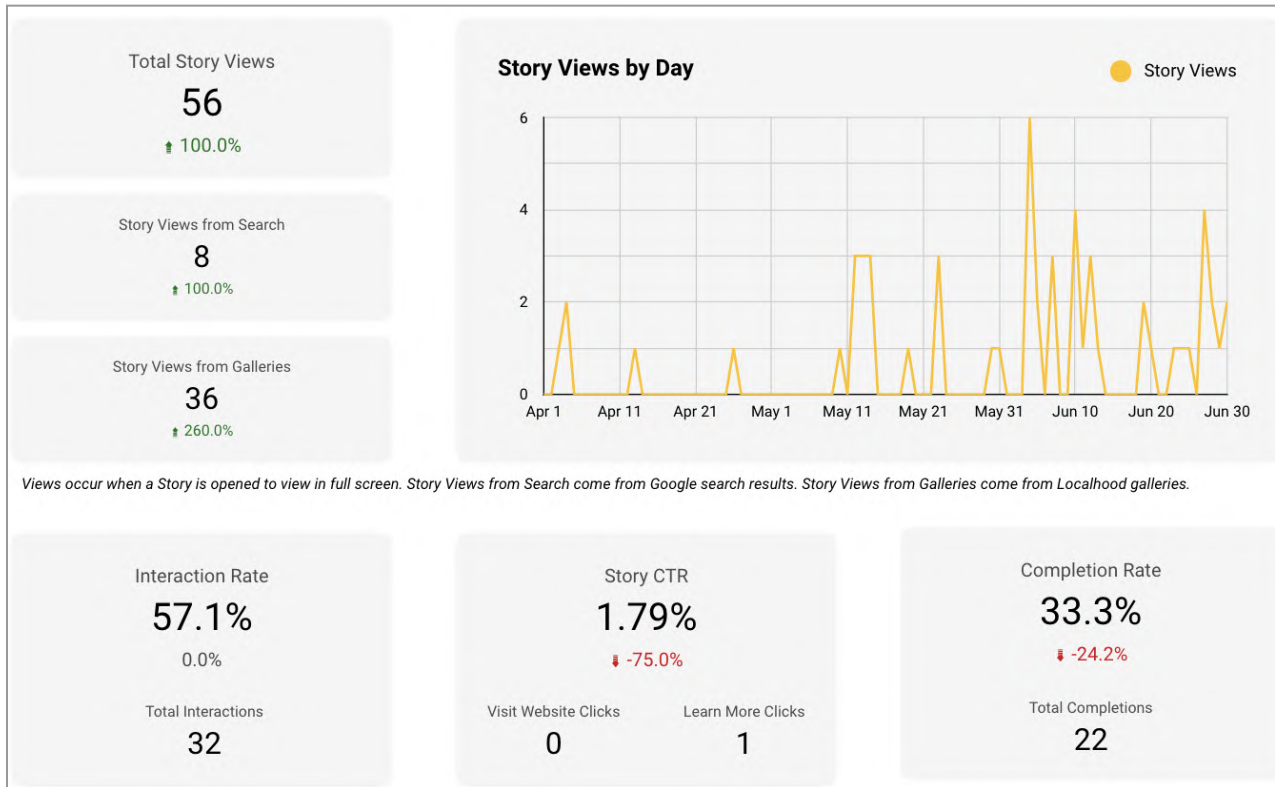 Total Story Views
56
100.0%
Story Views from Search
8
100.0%
Story Views from Galleries
36
260.0%
Story Views by Day
Story Views
6
4
2
0
Apr 1 Apr 11 Apr 21 May 1 May 11 May 21 May 31 Jun 10 Jun 20 Jun 30
Views occur when a Story is opened to view in full screen. Story Views from Search come from Google search results. Story Views from Galleries come from Localhood galleries.
Interaction Rate
57.1%
0.0%
Total Interactions
32
Story CTR
1.79%
-75.0%
Visit Website Clicks Learn More Clicks
0 1
Completion Rate
33.3%
-24.2%
Total Completions
22